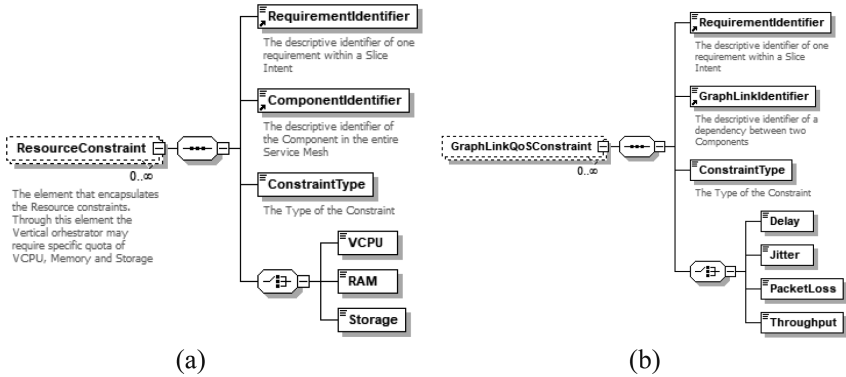 RequirementIdentifier
The descriptive identifier of one
requirement within a Slice
Intent
ComponentIdentifier
The descriptive identifier of
the Component in the entire
Service Mesh
ResourceConstraint
0..∞
The element that encapsulates
the Resource constraints.
Through this element the
Vertical orhestrator may
require specific quota of
VCPU, Memory and Storage
ConstraintType
The Type of the Constraint
VCPU
RAM
Storage
(a)
RequirementIdentifier
The descriptive identifier of one
requirement within a Slice
Intent
GraphLinkIdentifier
The descriptive identifier of a
dependency between two
Components
GraphLinkQoSConstraint
0..∞
ConstraintType
The Type of the Constraint
Delay
Jitter
PacketLoss
Throughput
(b)